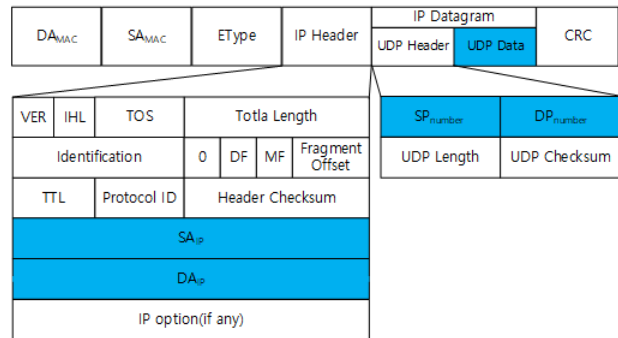 DAMAC SAMAC EType IP Header IP Datagram CRC
UDP Header UDP Data
VER IHL TOS Totla Length
SPnumber DPnumber
Identification 0 DF MF Fragment
Offset
UDP Length UDP Checksum
TTL Protocol ID Header Checksum
SAIP
DAIP
IP option(if any)